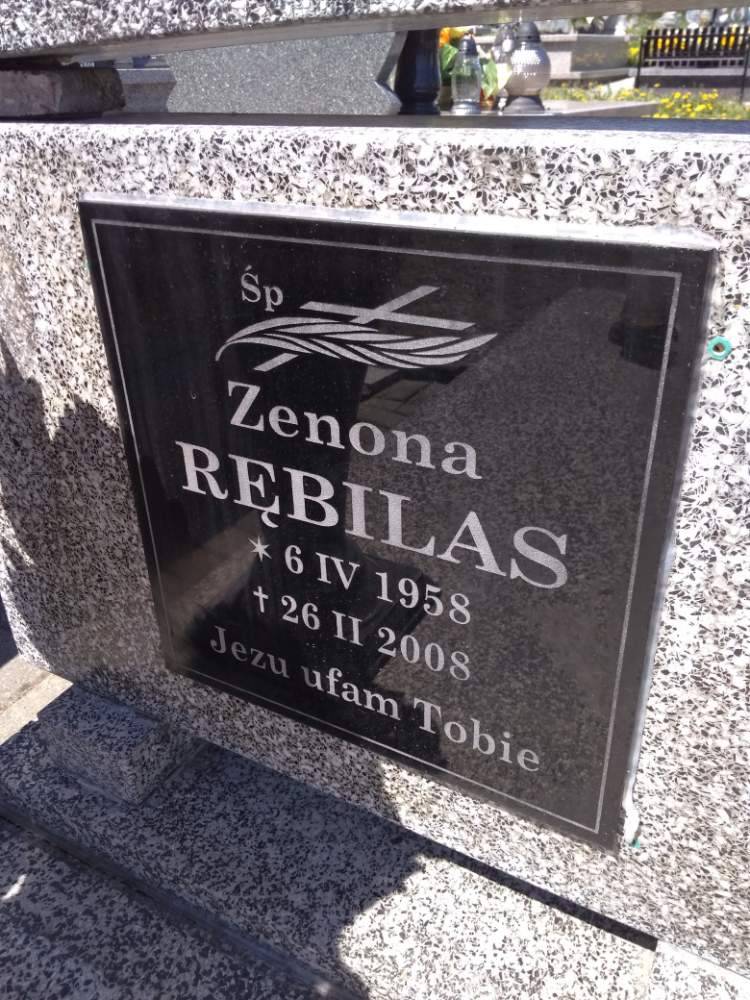 Śp
Zenona
RĘBILAS
* 6 IV 1958
† 26 II 2008
Jezu ufam Tobie